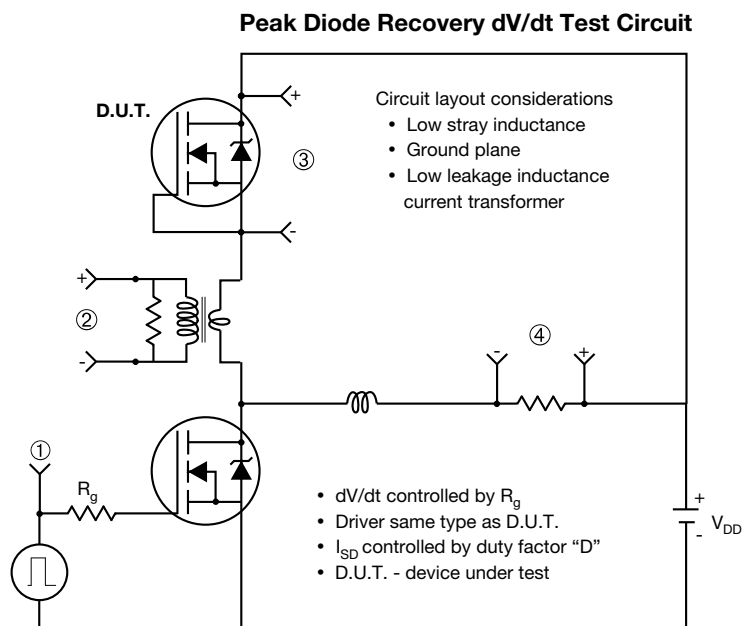 Peak Diode Recovery dV/dt Test Circuit
D.U.T.
+
-
③
Circuit layout considerations
• Low stray inductance
• Ground plane
• Low leakage inductance
current transformer
+
②
-
-
④
+
①
Rg
• dV/dt controlled by Rg
• Driver same type as D.U.T.
• ISD controlled by duty factor “D”
• D.U.T. - device under test
+
-
VDD